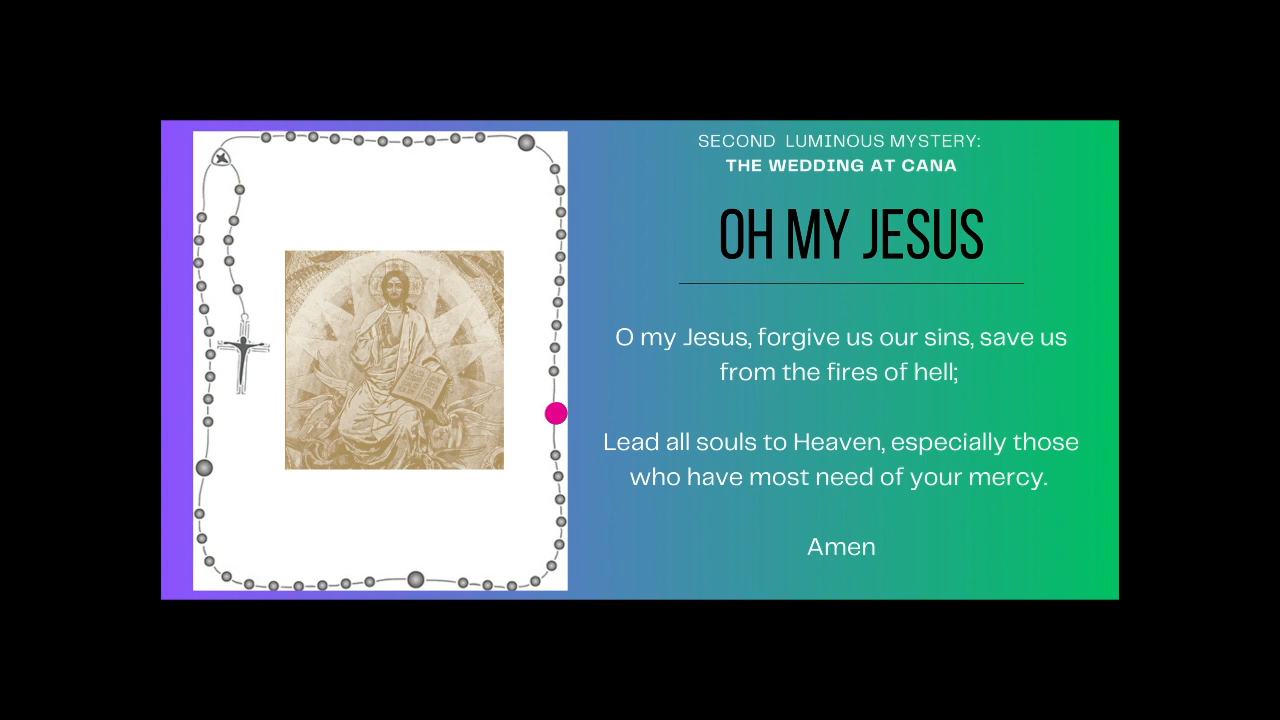 SECOND LUMINOUS MYSTERY:
THE WEDDING AT CANA
OH MY JESUS
O my Jesus, forgive us our sins, save us
from the fires of hell;
Lead all souls to Heaven, especially those
who have most need of your mercy.
Amen